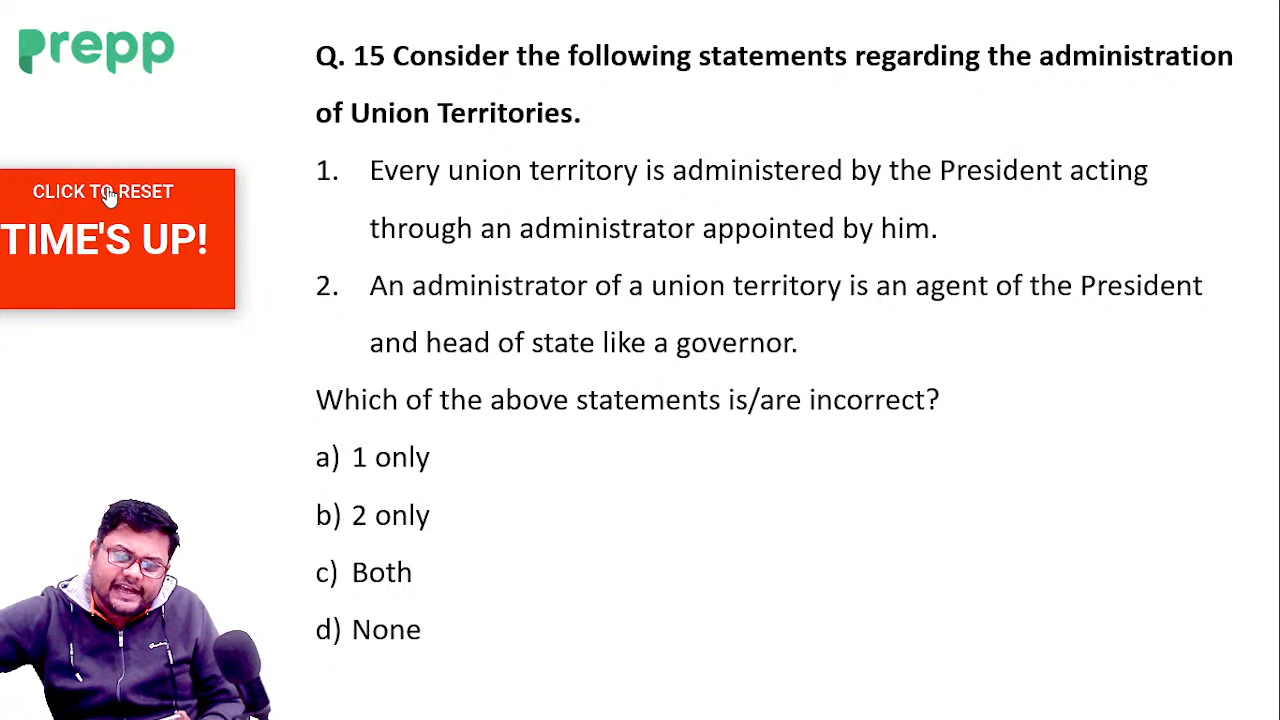 prepp
Q. 15 Consider the following statements regarding the administration
of Union Territories.
1. Every union territory is administered by the President acting
through an administrator appointed by him.
CLICK TO RESET
TIME'S UP!
2. An administrator of a union territory is an agent of the President
and head of state like a governor.
Which of the above statements is/are incorrect?
a) 1 only
b) 2 only
c) Both
d) None